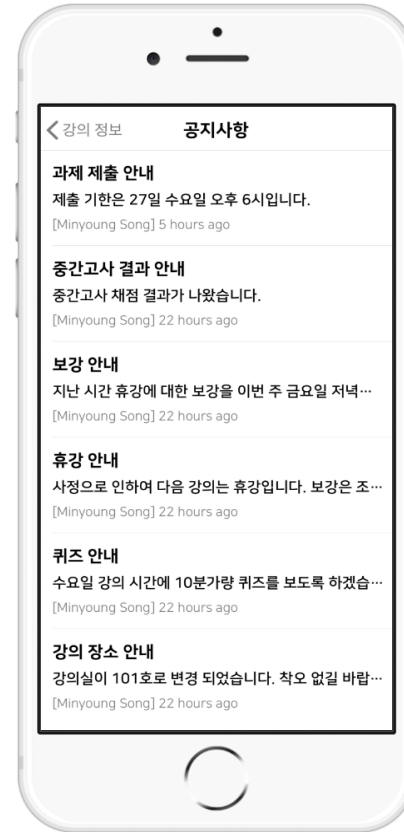 강의 정보
공지사항
과제 제출 안내
제출 기한은 27일 수요일 오후 6시입니다.
[Minyoung Song] 5 hours ago
중간고사 결과 안내
중간고사 채점 결과가 나왔습니다.
[Minyoung Song] 22 hours ago
보강 안내
지난 시간 휴강에 대한 보강을 이번 주 금요일 저녁…
[Minyoung Song] 22 hours ago
휴강 안내
사정으로 인하여 다음 강의는 휴강입니다. 보강은 조…
[Minyoung Song] 22 hours ago
퀴즈 안내
수요일 강의 시간에 10분가량 퀴즈를 보도록 하겠습…
[Minyoung Song] 22 hours ago
강의 장소 안내
강의실이 101호로 변경 되었습니다. 착오 없길 바랍…
[Minyoung Song] 22 hours ago